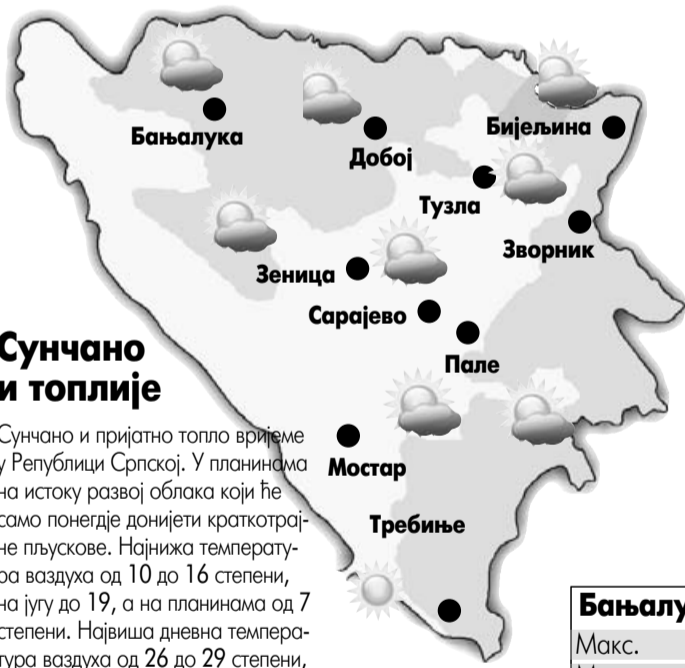 Бањалука
Добој
Бијељина
Тузла
Зворник
Зеница
Сарајево
Пале
Мостар
Требиње
Сунчано
и топлије
Сунчано и пријатно топло вријеме
у Републици Српској. У планинама
на истоку развој облака који ће
само понегдје донијети краткотрај-
не пљускове. Најнижа температу-
ра ваздуха од 10 до 16 степени,
на југу до 19, а на планинама од 7
степени. Највиша дневна темпера-
тура ваздуха од 26 до 29 степени,
Бањалу
Макс.